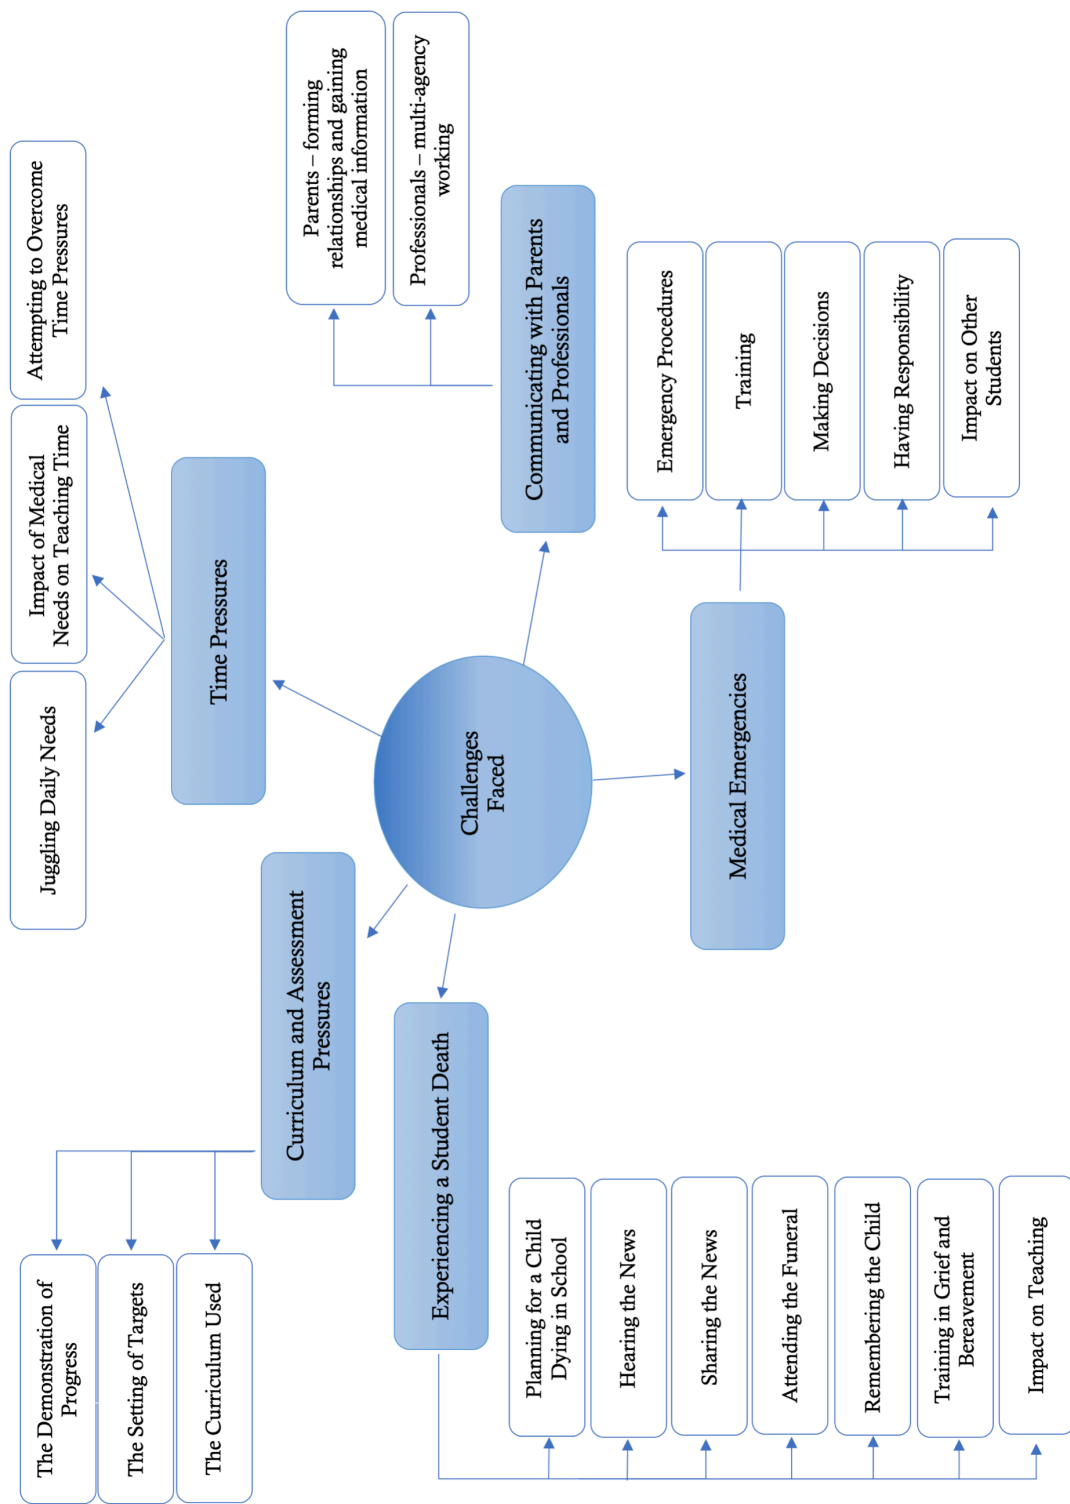 The Demonstration of
Progress
The Setting of Targets
The Curriculum Used
Curriculum and Assessment
Pressures
Juggling Daily Needs
Impact of Medical
Needs on Teaching Time
Attempting to Overcome
Time Pressures
Time Pressures
Parents – forming
relationships and gaining
medical information
Professionals – multi-agency
working
Communicating with Parents
and Professionals
Challenges
Faced
Experiencing a Student Death
Planning for a Child
Dying in School
Hearing the News
Sharing the News
Attending the Funeral
Remembering the Child
Training in Grief and
Bereavement
Impact on Teaching
Medical Emergencies
Emergency Procedures
Training
Making Decisions
Having Responsibility
Impact on Other
Students